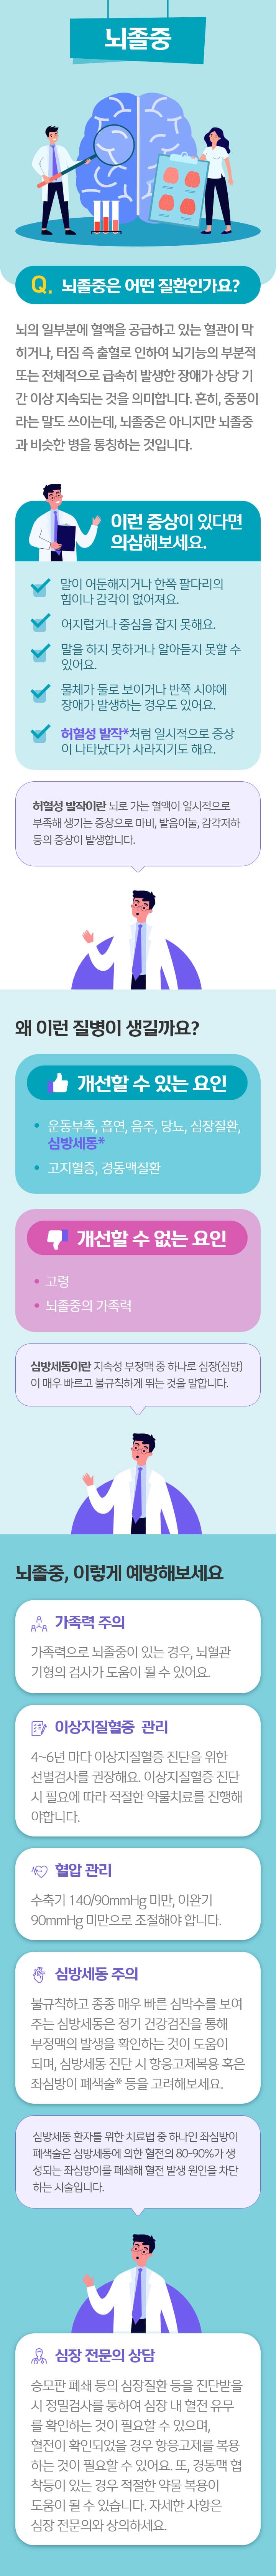 뇌졸중
Q. 뇌졸중은 어떤 질환인가요?
뇌의 일부분에 혈액을 공급하고 있는 혈관이 막
히거나, 터짐 즉 출혈로 인하여 뇌기능의 부분적
또는 전체적으로 급속히 발생한 장애가 상당 기
간 이상 지속되는 것을 의미합니다. 흔히, 중풍이
라는 말도 쓰이는데, 뇌졸중은 아니지만 뇌졸중
과 비슷한 병을 통칭하는 것입니다.
이런 증상이 있다면
의심해보세요.
말이 어둔해지거나 한쪽 팔다리의
힘이나 감각이 없어져요.
어지럽거나 중심을 잡지 못해요.
말을 하지 못하거나 알아듣지 못할 수
있어요.
물체가 둘로 보이거나 반쪽 시야에
장애가 발생하는 경우도 있어요.
허혈성 발작*처럼 일시적으로 증상
이 나타났다가 사라지기도 해요.
허혈성 발작이란 뇌로 가는 혈액이 일시적으로
부족해 생기는 증상으로 마비, 발음어눌, 감각저하
등의 증상이 발생합니다.
왜 이런 질병이 생길까요?
개선할 수 있는 요인
• 운동부족, 흡연, 음주, 당뇨, 심장질환,
심방세동*
• 고지혈증, 경동맥질환
개선할 수 없는 요인
• 고령
• 뇌졸중의 가족력
심방세동이란 지속성 부정맥 중 하나로 심장(심방)
이 매우 빠르고 불규칙하게 뛰는 것을 말합니다.
뇌졸중, 이렇게 예방해보세요
가족력 주의
가족력으로 뇌졸중이 있는 경우, 뇌혈관
기형의 검사가 도움이 될 수 있어요.
이상지질혈증 관리
4~6년 마다 이상지질혈증 진단을 위한
선별검사를 권장해요. 이상지질혈증 진단
시 필요에 따라 적절한 약물치료를 진행해
야합니다.
혈압 관리
수축기 140/90mmHg 미만, 이완기
90mmHg 미만으로 조절해야 합니다.
심방세동 주의
불규칙하고 종종 매우 빠른 심박수를 보여
주는 심방세동은 정기 건강검진을 통해
부정맥의 발생을 확인하는 것이 도움이
되며, 심방세동 진단 시 항응고제복용 혹은
좌심방이 폐색술* 등을 고려해보세요.
심방세동 환자를 위한 치료법 중 하나인 좌심방이
폐색술은 심방세동에 의한 혈전의 80-90%가 생
성되는 좌심방이를 폐쇄해 혈전 발생 원인을 차단
하는 시술입니다.
심장 전문의 상담
승모판 폐쇄 등의 심장질환 등을 진단받을
시 정밀검사를 통하여 심장 내 혈전 유무
를 확인하는 것이 필요할 수 있으며,
혈전이 확인되었을 경우 항응고제를 복용
하는 것이 필요할 수 있어요. 또, 경동맥 협
착등이 있는 경우 적절한 약물 복용이
도움이 될 수 있습니다. 자세한 사항은
심장 전문의와 상의하세요.